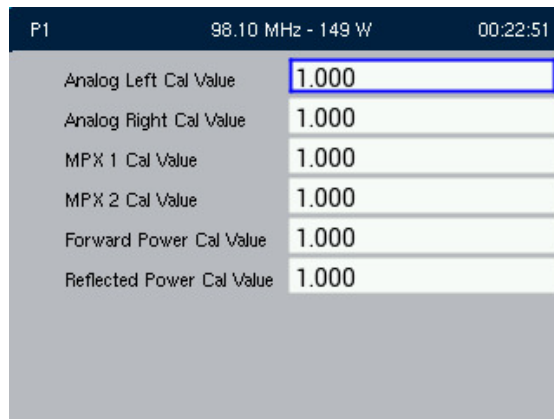 P1 98.10 MHz - 149 W 00:22:51
Analog Left Cal Value 1.000
Analog Right Cal Value 1.000
MPX 1 Cal Value 1.000
MPX 2 Cal Value 1.000
Forward Power Cal Value 1.000
Reflected Power Cal Value 1.000